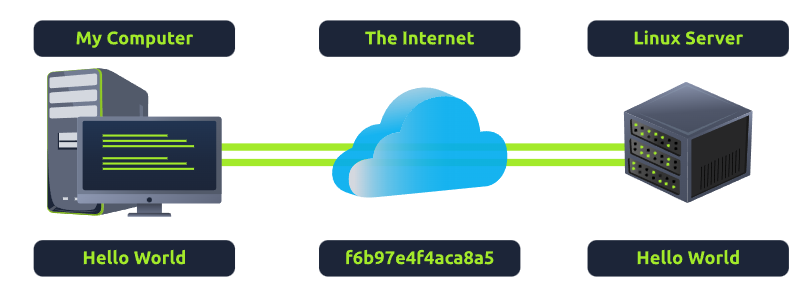 My Computer
The Internet
Linux Server
Hello World
f6b97e4f4aca8a5
Hello World